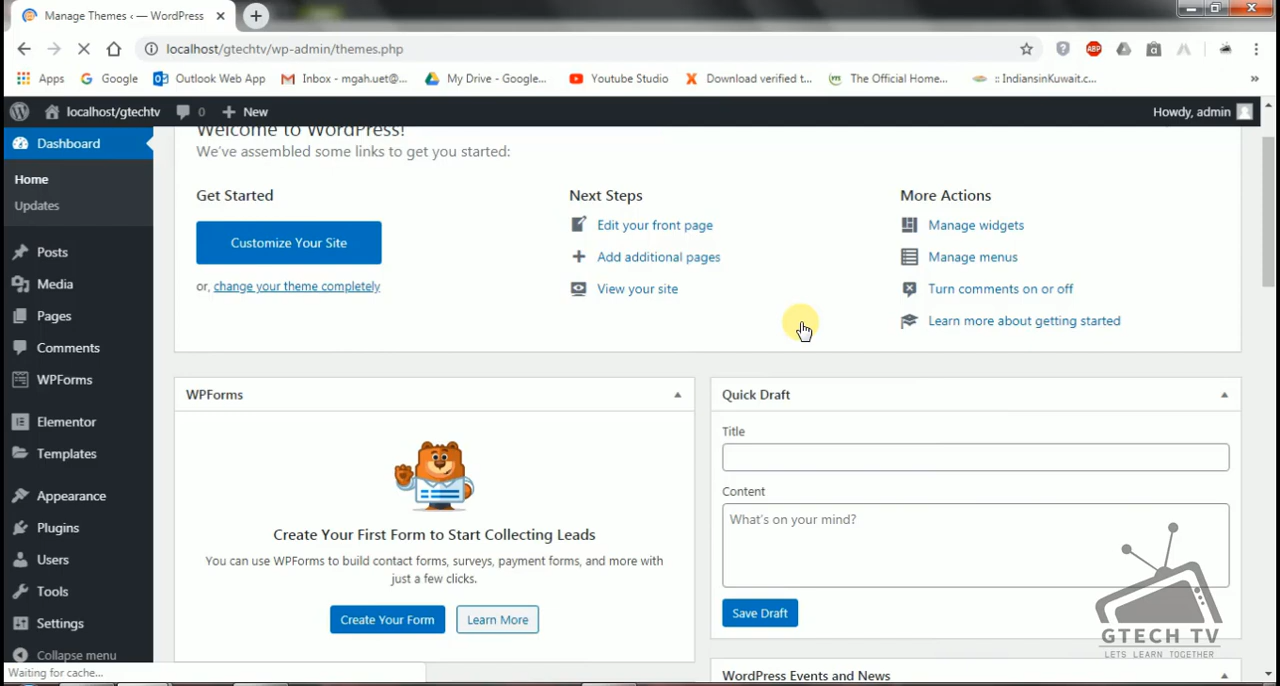 Manage Themes ‹ — WordPress
localhost/gtechtv/wp-admin/themes.php
ABP
Apps
Google
Outlook Web App
Inbox - mgah.uet@...
My Drive - Google...
Youtube Studio
Download verified t...
The Official Home...
:: IndiansinKuwait.c...
»
localhost/gtechtv
0
New
Howdy, admin
Dashboard
Home
Updates
Posts
Media
Pages
Comments
WPForms
Elementor
Templates
Appearance
Plugins
Users
Tools
Settings
Collapse menu
Welcome to WordPress!
We've assembled some links to get you started:
Get Started
Customize Your Site
or, change your theme completely
Next Steps
Edit your front page
Add additional pages
View your site
More Actions
Manage widgets
Manage menus
Turn comments on or off
Learn more about getting started
WPForms
Create Your First Form to Start Collecting Leads
You can use WPForms to build contact forms, surveys, payment forms, and more with
just a few clicks.
Create Your Form
Learn More
Quick Draft
Title
Content
What's on your mind?
Save Draft
WordPress Events and News
GTECH TV
LETS LEARN TOGETHER
Waiting for cache...